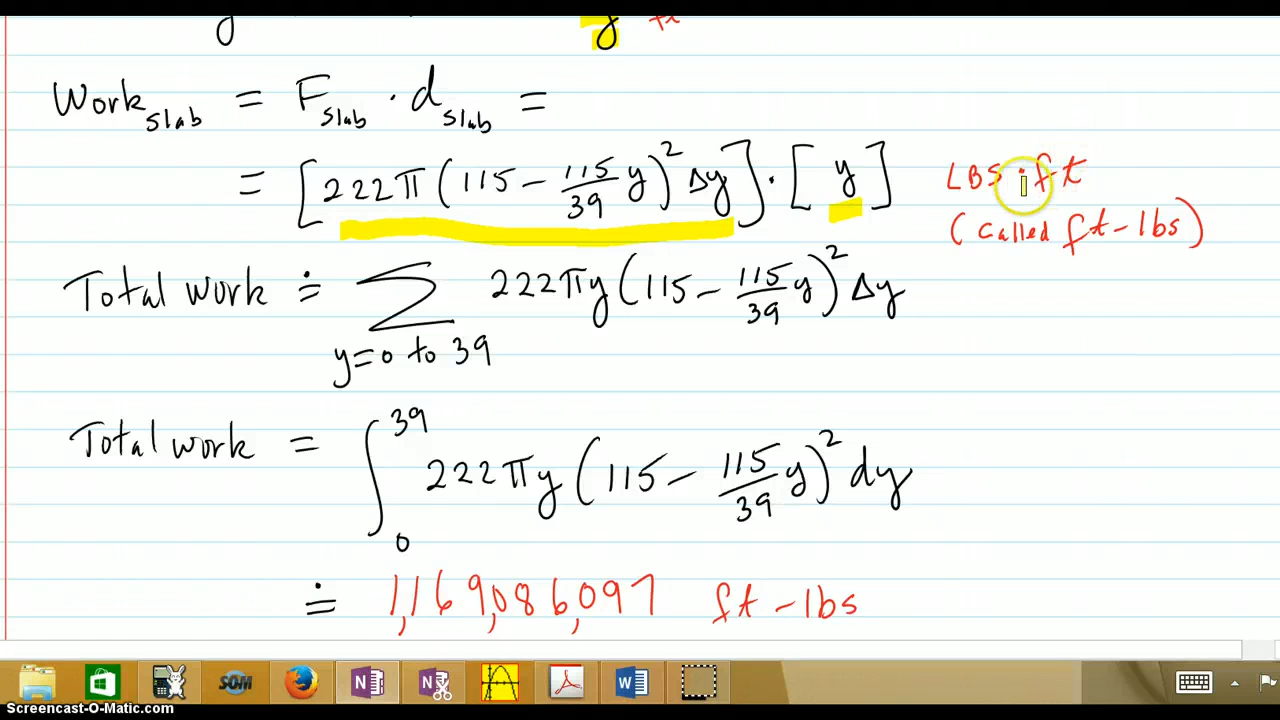 y ft
Work_slab = F_slab · d_slab =
= [222π(115 - 115/39 y)² Δy] · [y] LBS · ft
(called ft-lbs)
Total work ≐ Σ 222πy(115 - 115/39 y)² Δy
y=0 to 39
Total work = ∫₀³⁹ 222πy(115 - 115/39 y)² dy
≐ 1,169,086,097 ft-lbs
SOM
N N W
Screencast-O-Matic.com